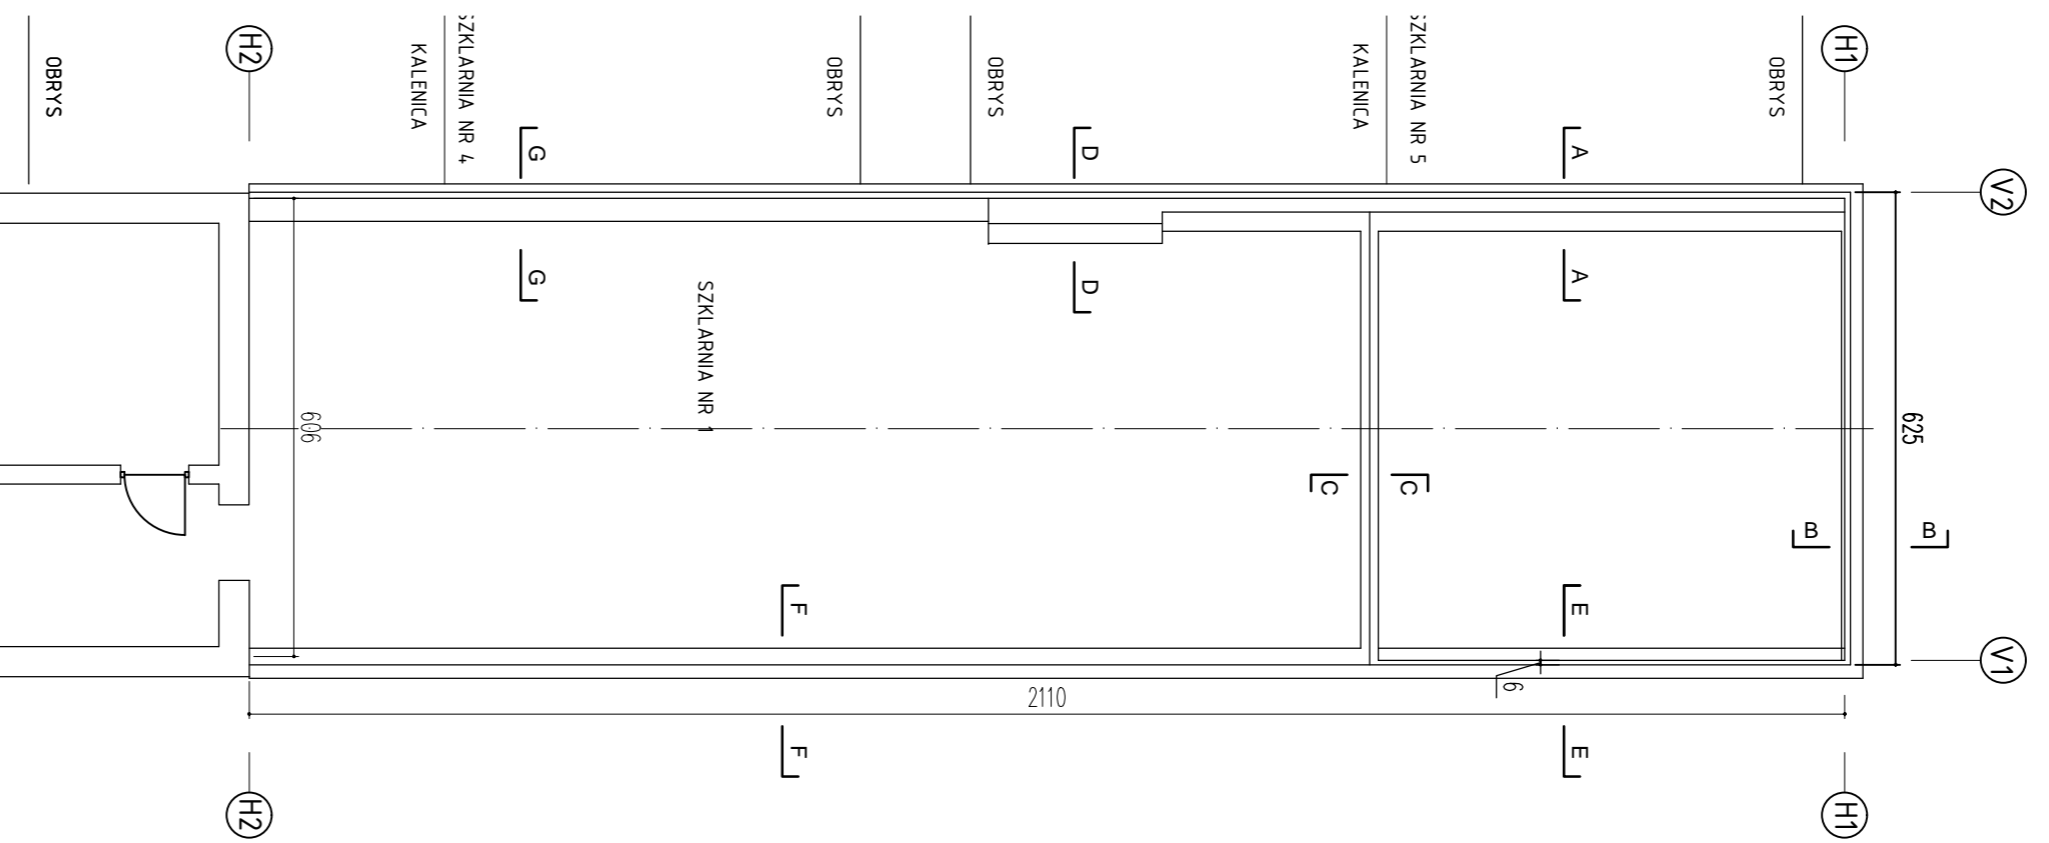 H2
H1
OBRYS
KALENICA
SZKLARNIA NR 4
OBRYS
OBRYS
KALENICA
SZKLARNIA NR 5
OBRYS
G
D
A
V2
G
D
A
SZKLARNIA NR 1
606
625
C
C
B
B
F
E
V1
6
2110
F
E
H2
H1